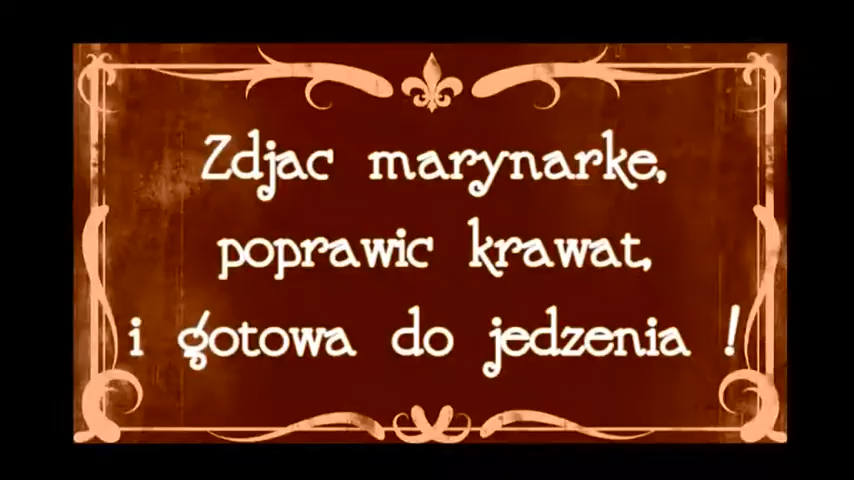 Zdjac marynarke,
poprawic krawat,
i gotowa do jedzenia !